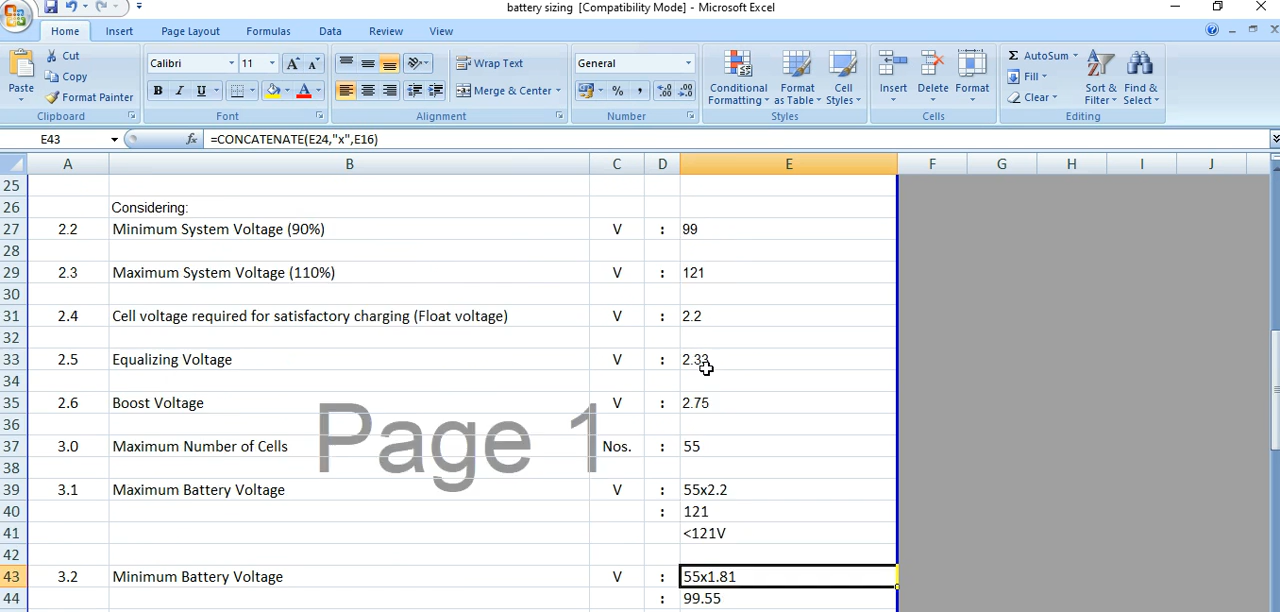 battery sizing [Compatibility Mode] - Microsoft Excel
Home Insert Page Layout Formulas Data Review View
Paste
Cut
Copy
Format Painter
Clipboard
Calibri 11
B I U
Font
Wrap Text
Merge & Center
Alignment
General
% ,
Number
Conditional Formatting
Format as Table
Cell Styles
Styles
Insert Delete Format
Cells
Σ AutoSum
Fill
Clear
Sort & Filter
Find & Select
Editing
E43 fx =CONCATENATE(E24,"x",E16)
A B C D E F G H I J
25
26 Considering:
27 2.2 Minimum System Voltage (90%) V : 99
28
29 2.3 Maximum System Voltage (110%) V : 121
30
31 2.4 Cell voltage required for satisfactory charging (Float voltage) V : 2.2
32
33 2.5 Equalizing Voltage V : 2.33
34
35 2.6 Boost Voltage V : 2.75
36
37 3.0 Maximum Number of Cells Nos. : 55
38
39 3.1 Maximum Battery Voltage V : 55x2.2
40 : 121
41 <121V
42
43 3.2 Minimum Battery Voltage V : 55x1.81
44 : 99.55
Page 1